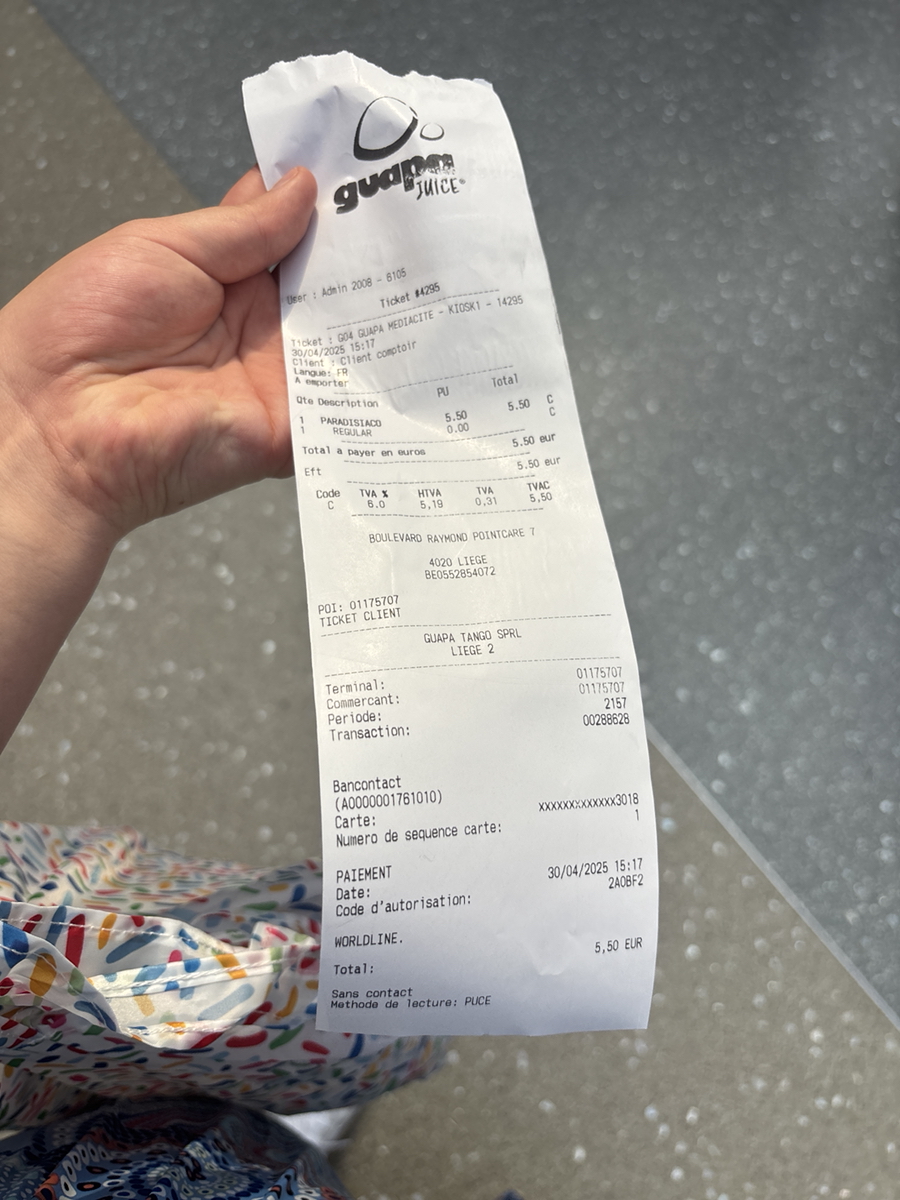 guapa
JUICE®
User : Admin 2008 - 6105
Ticket #4295
Ticket : G04 GUAPA MEDIACITE - KIOSK1 - 14295
30/04/2025 15:17
Client : Client comptoir
Langue: FR
A emporter
Qte Description PU Total
1 PARADISIACO 5.50 5.50 C
1 REGULAR 0.00 C
Total a payer en euros 5.50 eur
Eft 5.50 eur
Code TVA % HTVA TVA TVAC
C 6.0 5,19 0,31 5,50
BOULEVARD RAYMOND POINTCARE 7
4020 LIEGE
BE0552854072
POI: 01175707
TICKET CLIENT
GUAPA TANGO SPRL
LIEGE 2
Terminal: 01175707
Commercant: 01175707
Periode: 2157
Transaction: 00288628
Bancontact
(A0000001761010)
Carte: xxxxxxxxxxxxx3018
Numero de sequence carte: 1
PAIEMENT
Date: 30/04/2025 15:17
Code d'autorisation: 2A0BF2
WORLDLINE.
Total: 5,50 EUR
Sans contact
Methode de lecture: PUCE